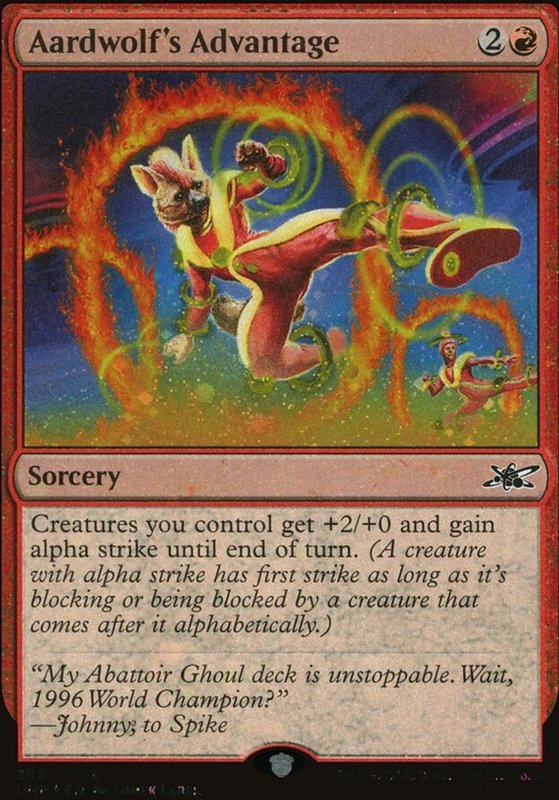 Aardwolf's Advantage 2
Sorcery
Creatures you control get +2/+0 and gain
alpha strike until end of turn. (A creature
with alpha strike has first strike as long as it's
blocking or being blocked by a creature that
comes after it alphabetically.)
“My Abattoir Ghoul deck is unstoppable. Wait,
1996 World Champion?”
—Johnny, to Spike